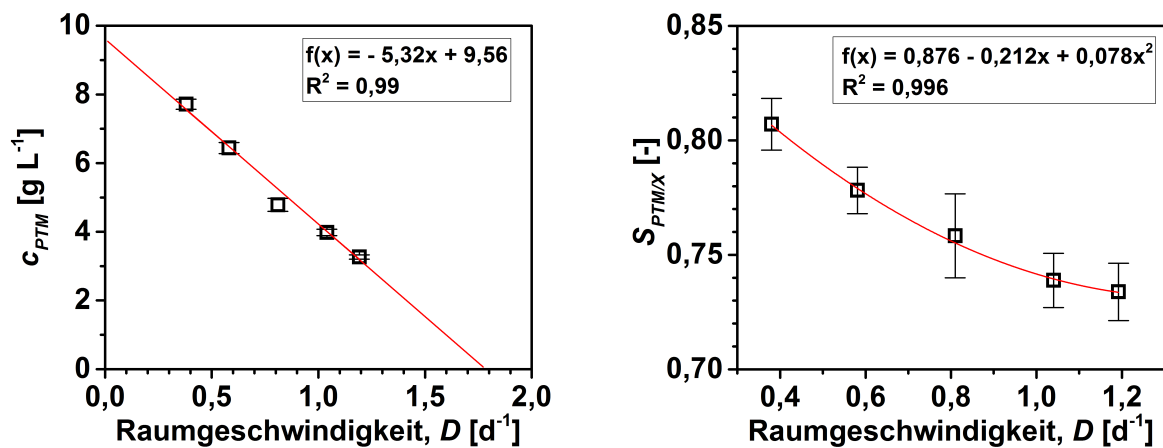 10
8
6
4
2
0
c_PTM [g L⁻¹]
f(x) = - 5,32x + 9,56
R² = 0,99
0,0 0,5 1,0 1,5 2,0
Raumgeschwindigkeit, D [d⁻¹]
0,85
0,80
0,75
0,70
S_PTM/X [-]
f(x) = 0,876 - 0,212x + 0,078x²
R² = 0,996
0,4 0,6 0,8 1,0 1,2
Raumgeschwindigkeit, D [d⁻¹]